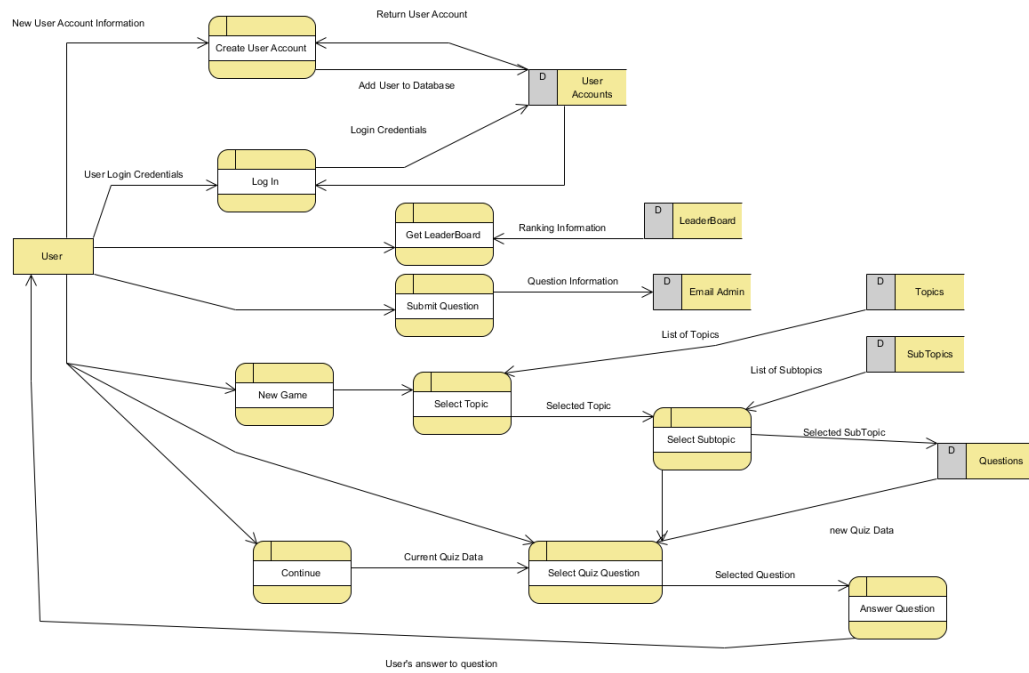 New User Account Information
Return User Account
Create User Account
D
User
Accounts
Add User to Database
Login Credentials
User Login Credentials
Log In
D
LeaderBoard
Ranking Information
Get LeaderBoard
User
D
Email Admin
Question Information
Submit Question
D
Topics
List of Topics
D
SubTopics
List of Subtopics
New Game
Select Topic
Selected Topic
Select Subtopic
Selected SubTopic
D
Questions
new Quiz Data
Continue
Current Quiz Data
Select Quiz Question
Selected Question
Answer Question
User's answer to question